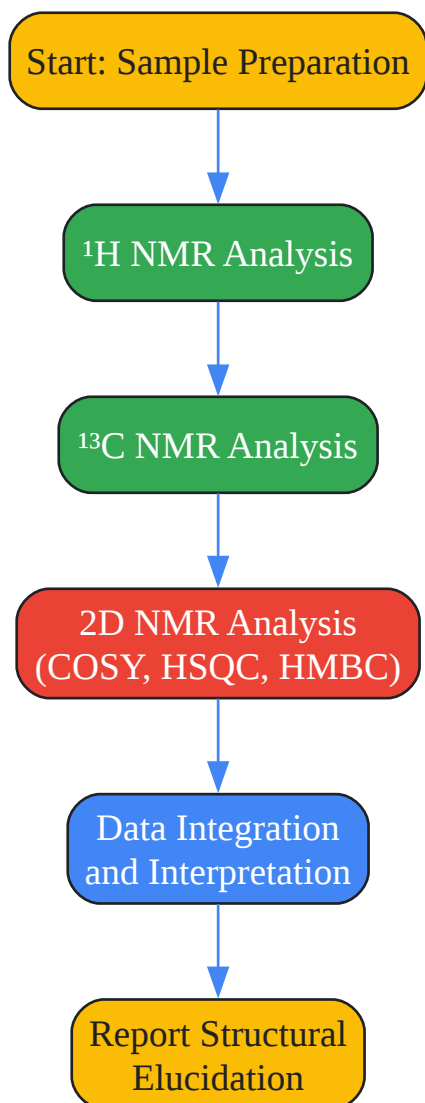 Start: Sample Preparation
¹H NMR Analysis
¹³C NMR Analysis
2D NMR Analysis
(COSY, HSQC, HMBC)
Data Integration
and Interpretation
Report Structural
Elucidation